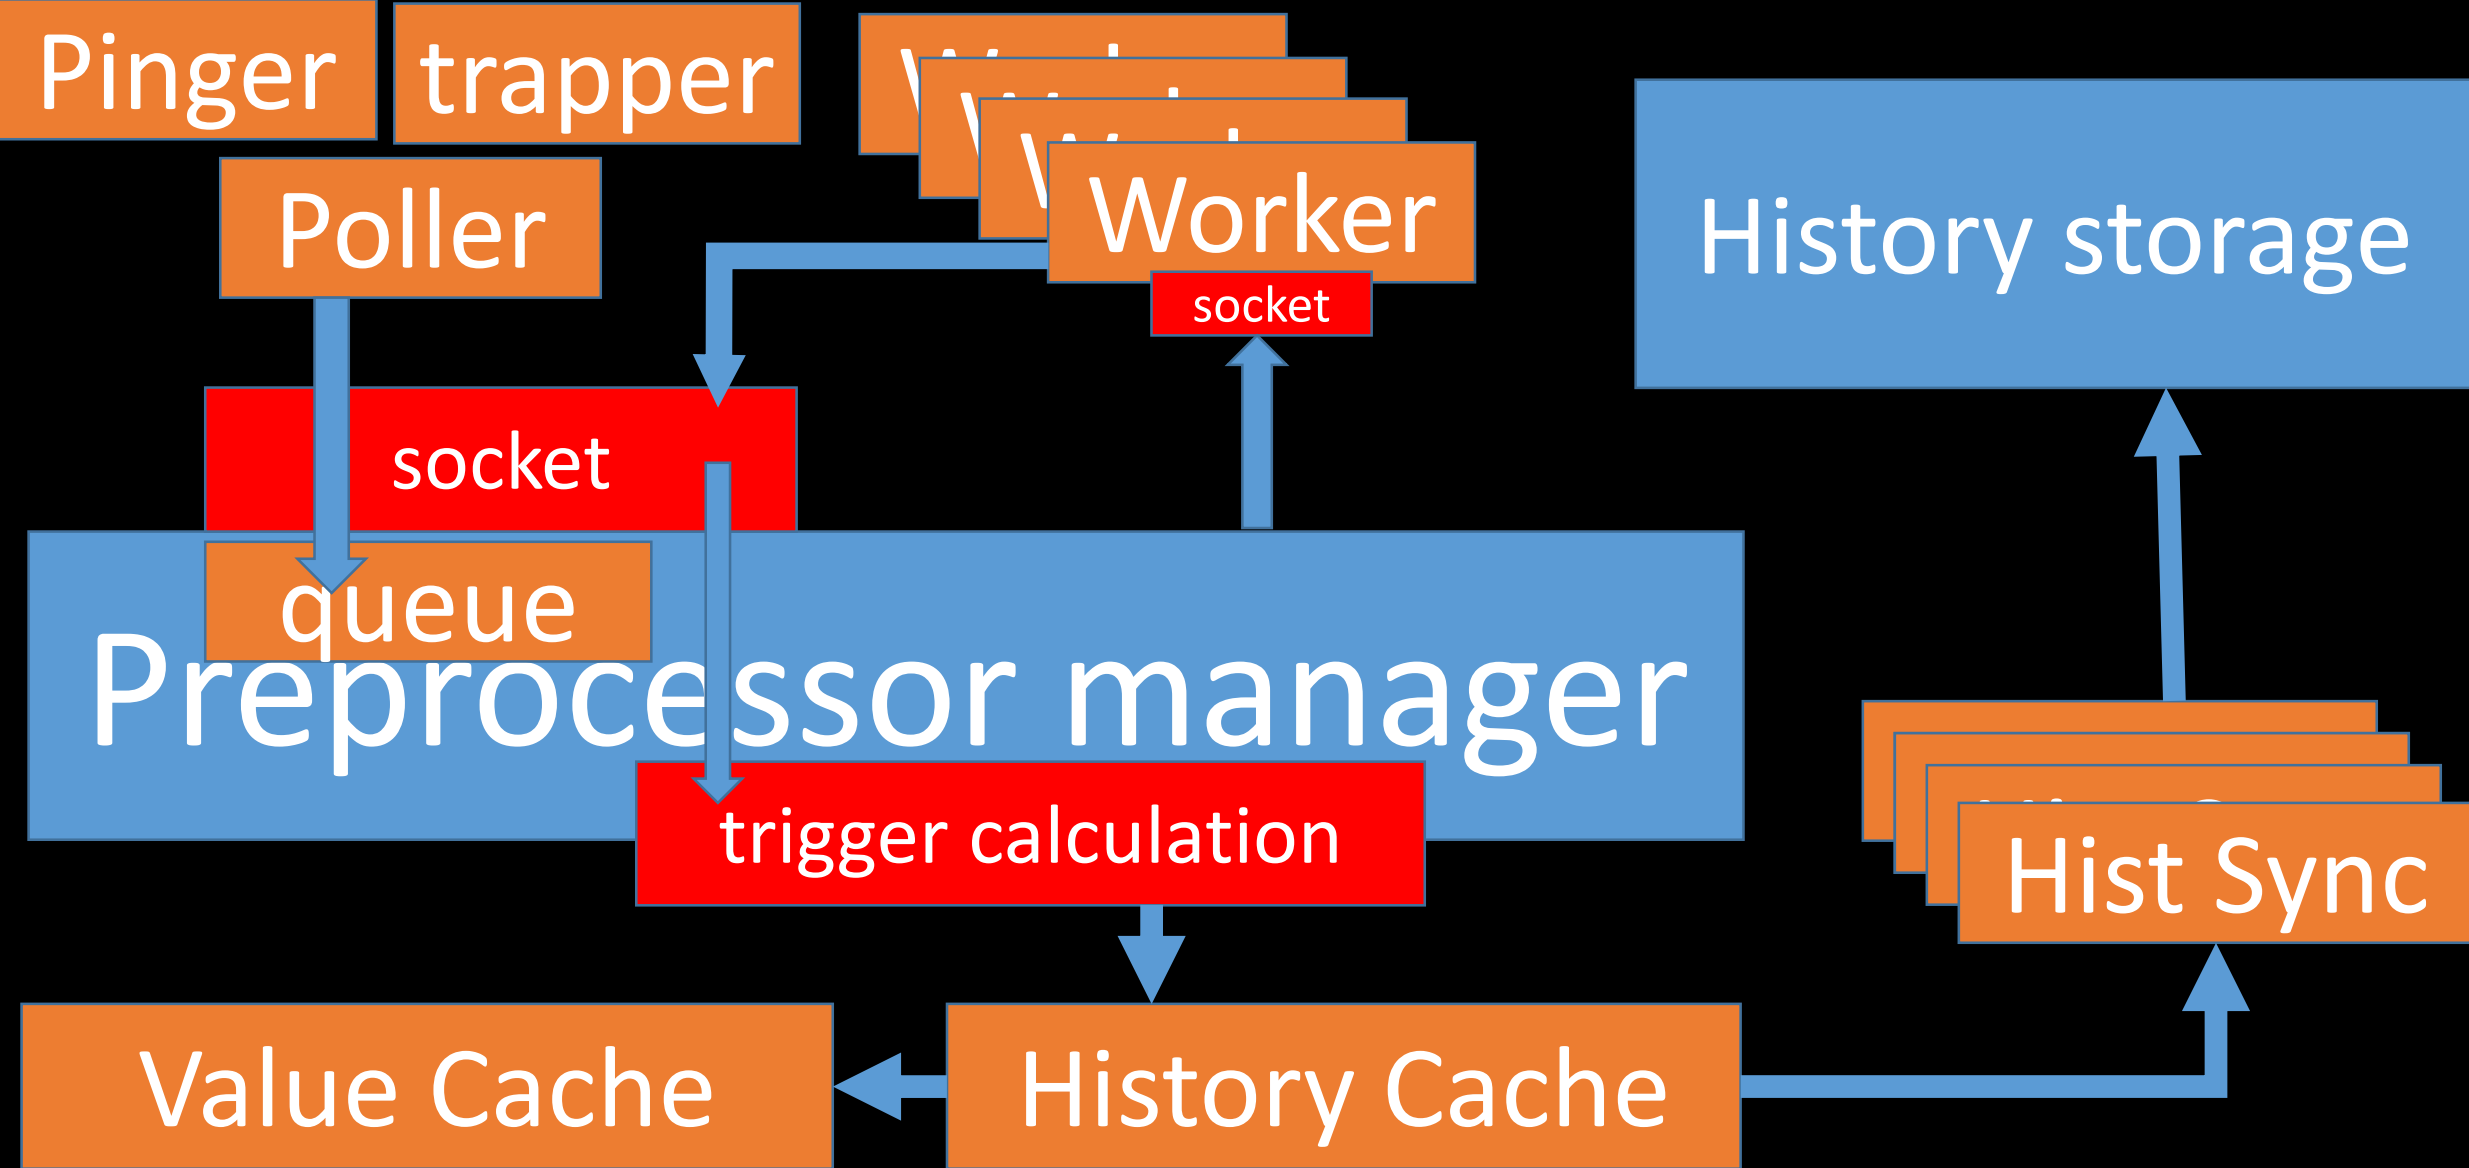 Pinger
trapper
Poller
Worker
socket
History storage
socket
queue
Preprocessor manager
trigger calculation
Hist Sync
Value Cache
History Cache